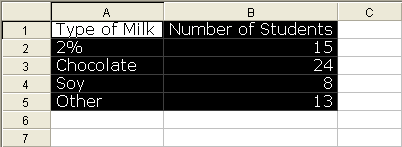 A B C
1 Type of Milk Number of Students
2 2% 15
3 Chocolate 24
4 Soy 8
5 Other 13
6
7